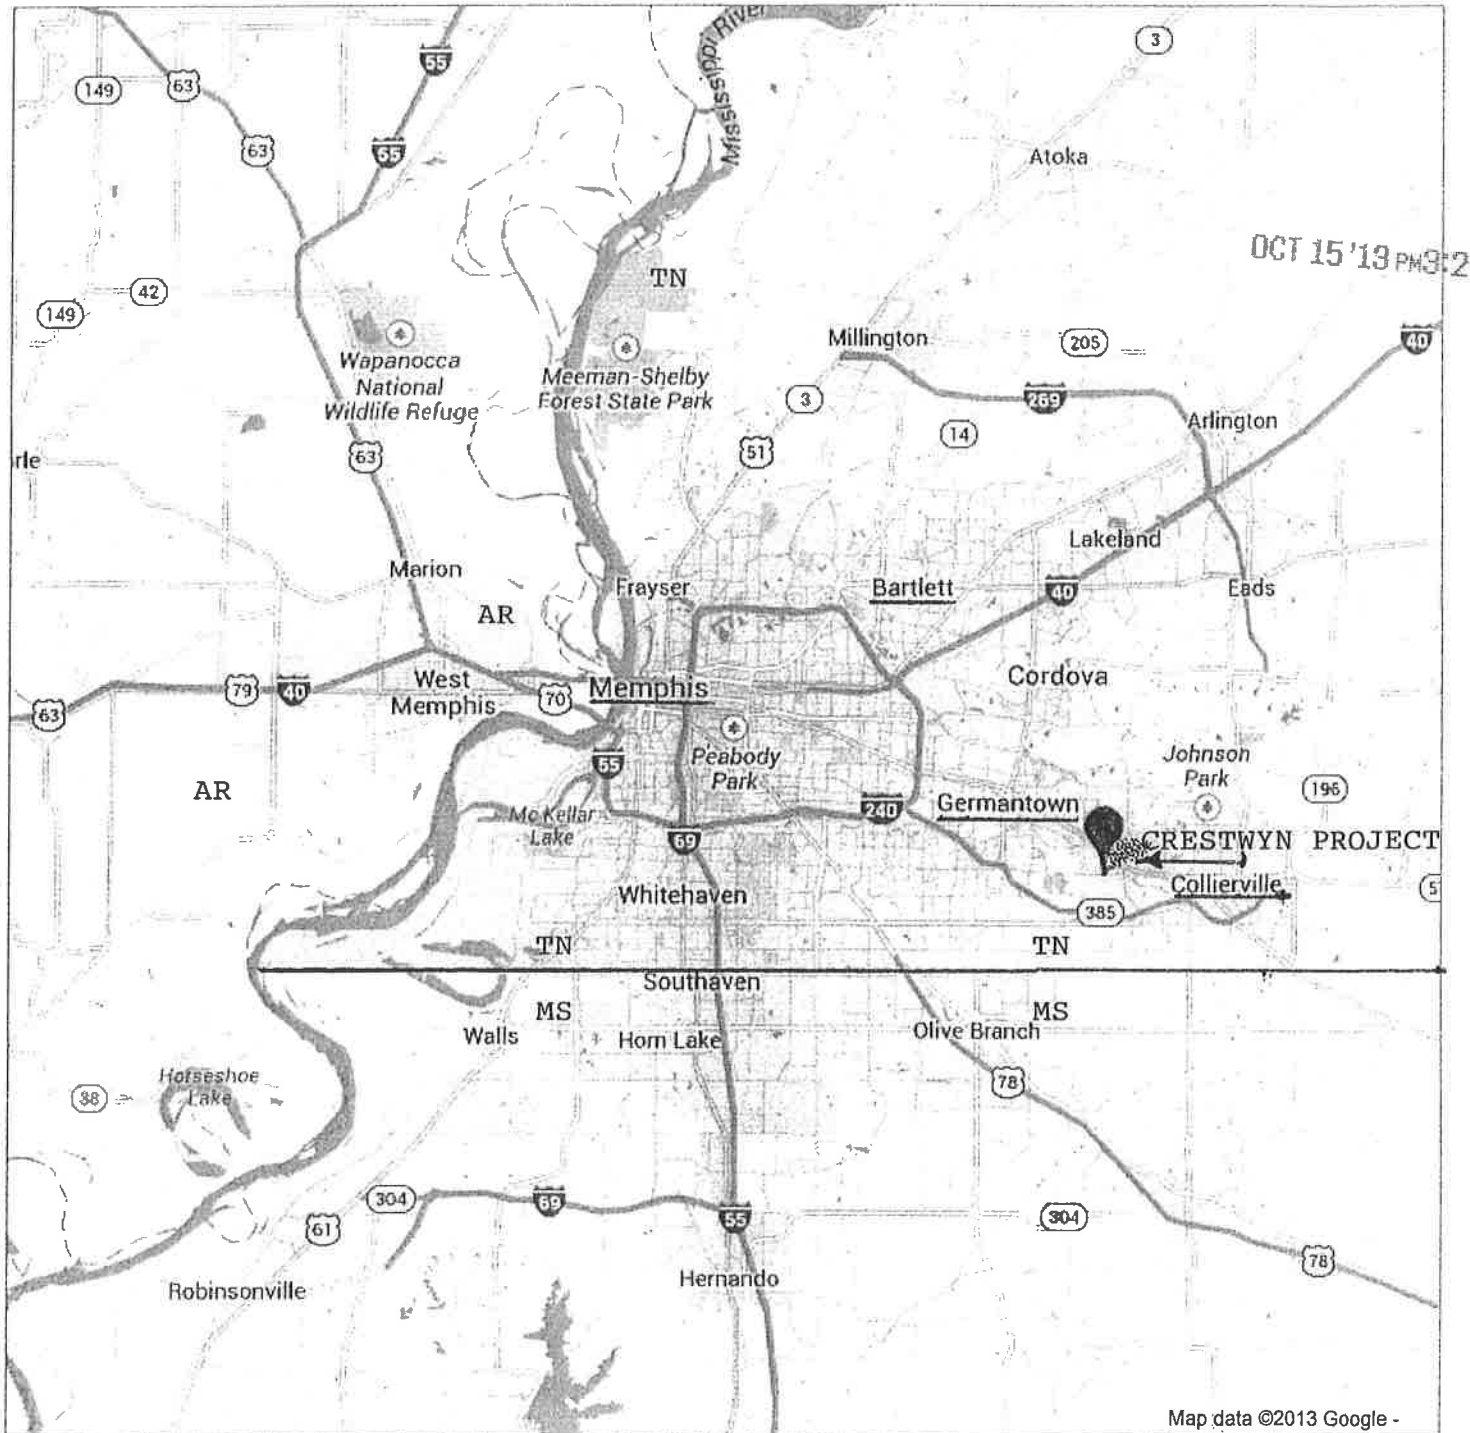 Mississippi River
3
55
63
149
63
55
Atoka
OCT 15 '13 PM3:2
TN
42
149
Millington
205
40
Wapanocca
National
Wildlife Refuge
Meeman-Shelby
Forest State Park
3
269
Arlington
14
51
63
rle
Lakeland
Marion
Frayser
Bartlett
40
Eads
AR
Cordova
West
Memphis
79
40
70
Memphis
63
Peabody
Park
Johnson
Park
55
AR
196
240
Germantown
Mc Kellar
Lake
69
CRESTWYN PROJECT
Collierville
Whitehaven
385
5
TN
TN
Southaven
MS
MS
Walls
Horn Lake
Olive Branch
Horseshoe
Lake
38
78
304
69
55
304
61
78
Robinsonville
Hernando
Map data ©2013 Google -